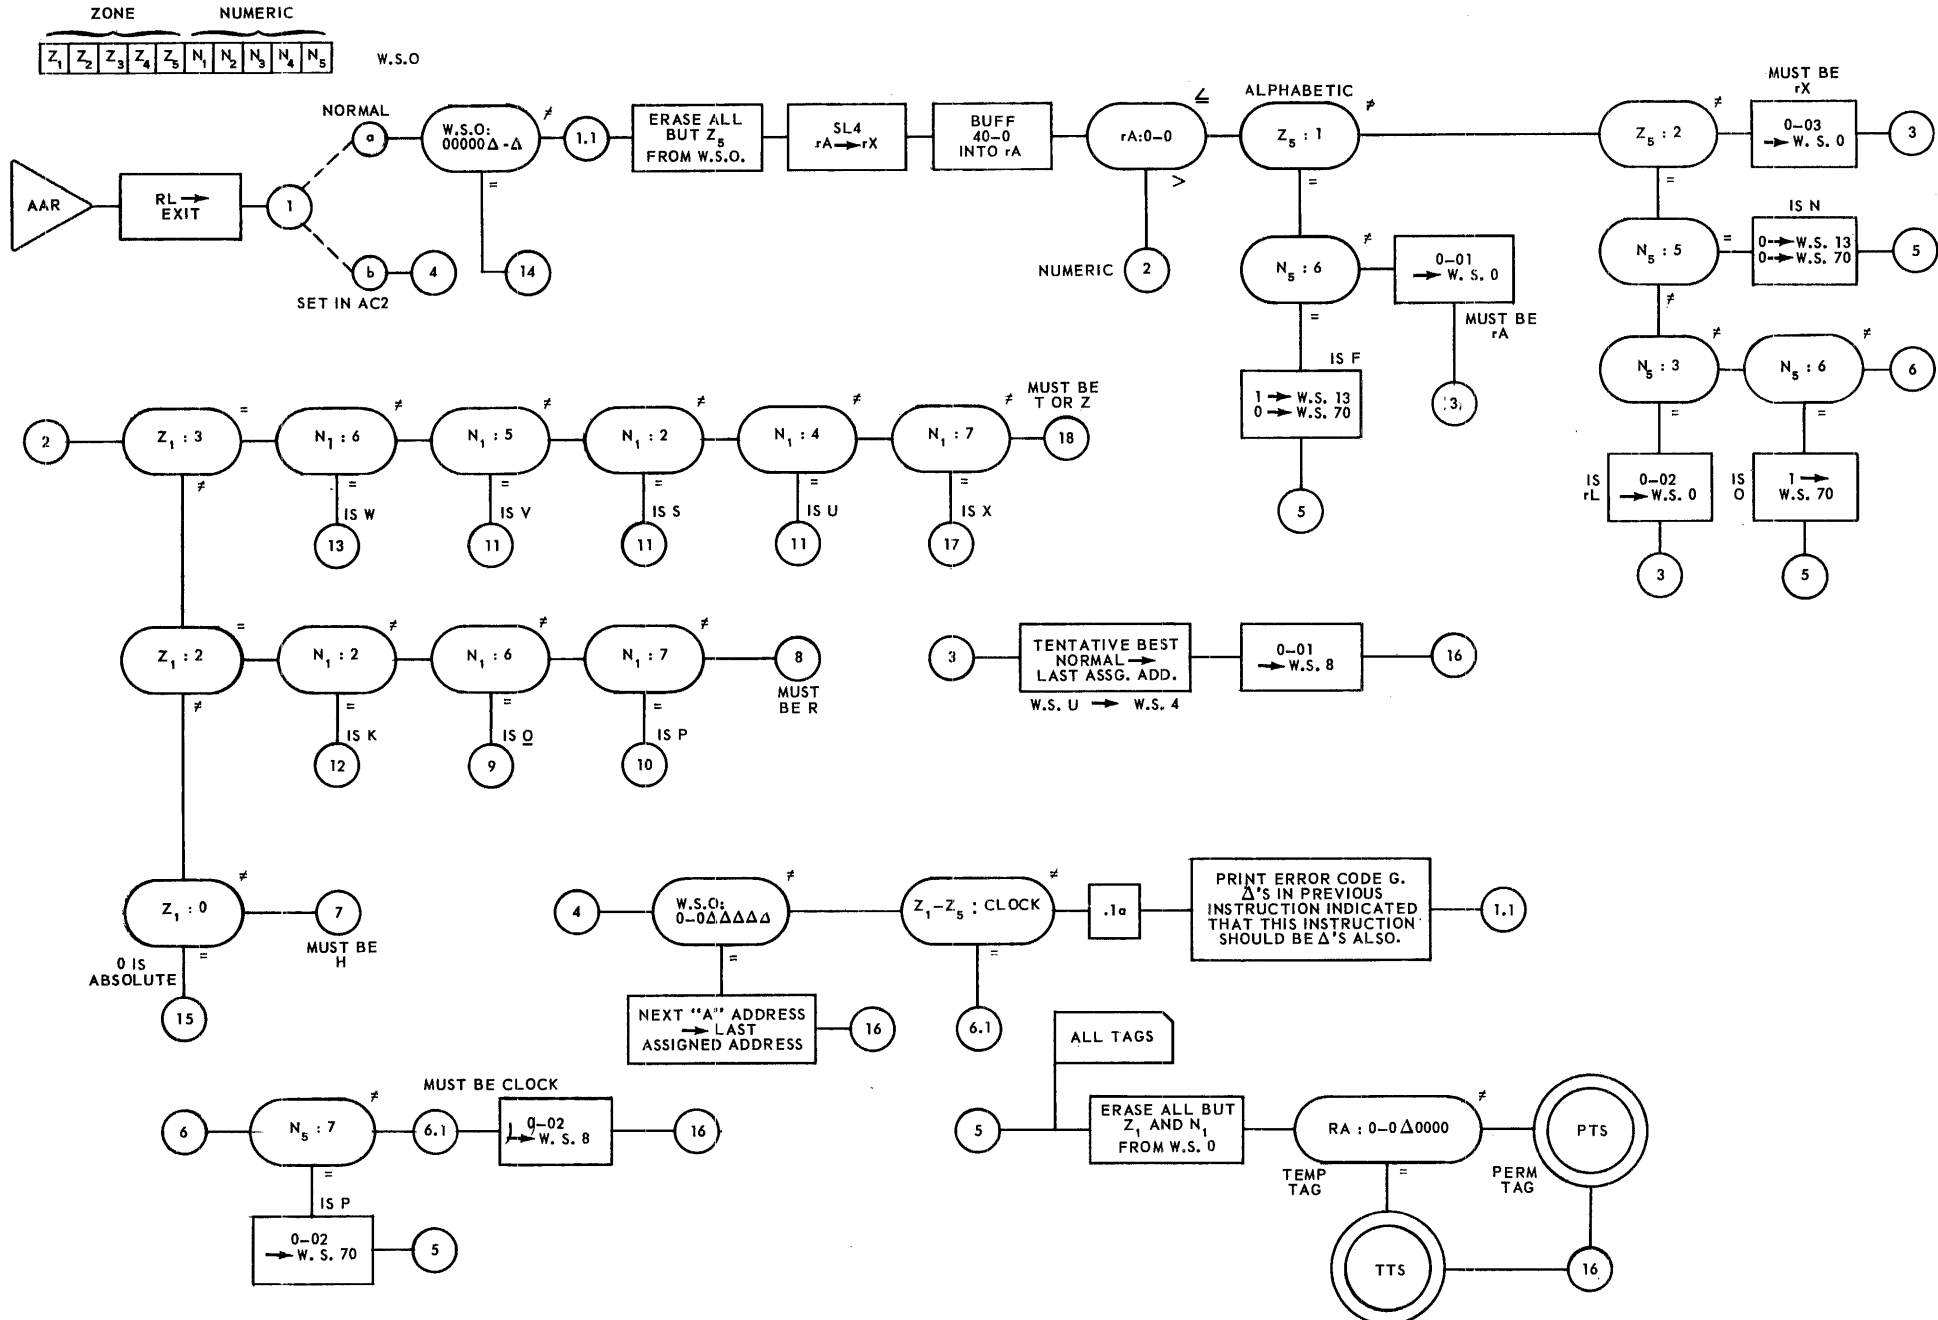 ZONE NUMERIC
Z1 Z2 Z3 Z4 Z5 N1 N2 N3 N4 N5 W.S.O
AAR
RL →
EXIT
1
NORMAL
a
b
4
SET IN AC2
W.S.O:
00000Δ-Δ
≠
=
14
1.1
ERASE ALL
BUT Z5
FROM W.S.O.
SL4
rA→rX
BUFF
40-0
INTO rA
rA:0-0
≤
>
NUMERIC
2
ALPHABETIC
Z5 : 1
≠
=
N5 : 6
≠
=
0-01
→ W. S. 0
MUST BE
rA
3
IS F
1 → W.S. 13
0 → W.S. 70
5
Z5 : 2
≠
=
MUST BE
rX
0-03
→ W. S. 0
3
N5 : 5
=
≠
IS N
0→W.S. 13
0→W.S. 70
5
N5 : 3
≠
=
N5 : 6
≠
=
6
IS
rL
0-02
→W.S. 0
3
IS
O
1 →
W.S. 70
5
2
Z1 : 3
=
≠
N1 : 6
≠
=
IS W
13
N1 : 5
≠
=
IS V
11
N1 : 2
≠
=
IS S
11
N1 : 4
≠
=
IS U
11
N1 : 7
≠
=
IS X
17
MUST BE
T OR Z
18
Z1 : 2
=
≠
N1 : 2
≠
=
IS K
12
N1 : 6
≠
=
IS O
9
N1 : 7
≠
=
IS P
10
8
MUST
BE R
3
TENTATIVE BEST
NORMAL →
LAST ASSG. ADD.
W.S. U → W.S. 4
0-01
→W.S. 8
16
Z1 : 0
≠
=
7
MUST BE
H
0 IS
ABSOLUTE
15
4
W.S.O:
0-0ΔΔΔΔΔ
≠
=
NEXT "A" ADDRESS
→ LAST
ASSIGNED ADDRESS
16
Z1-Z5 : CLOCK
≠
=
6.1
.1a
PRINT ERROR CODE G.
Δ'S IN PREVIOUS
INSTRUCTION INDICATED
THAT THIS INSTRUCTION
SHOULD BE Δ'S ALSO.
1.1
6
N5 : 7
≠
=
MUST BE CLOCK
6.1
0-02
→ W. S. 8
16
IS P
0-02
→ W. S. 70
5
5
ALL TAGS
ERASE ALL BUT
Z1 AND N1
FROM W.S. 0
RA : 0-0Δ0000
≠
=
TEMP
TAG
PERM
TAG
PTS
TTS
16